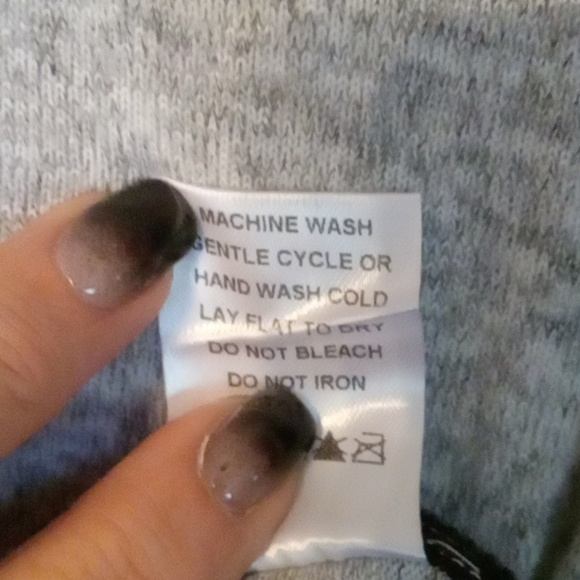 MACHINE WASH
GENTLE CYCLE OR
HAND WASH COLD
LAY FLAT TO DRY
DO NOT BLEACH
DO NOT IRON